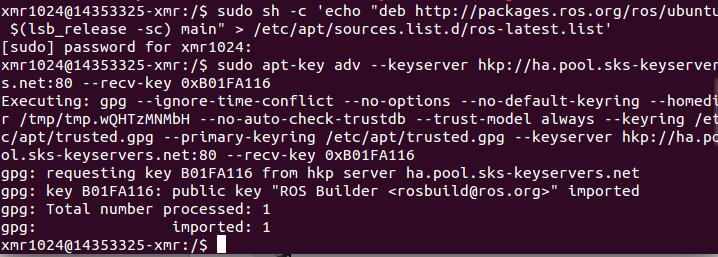 xmr1024@14353325-xmr:/$ sudo sh -c 'echo "deb http://packages.ros.org/ros/ubuntu
 $(lsb_release -sc) main" > /etc/apt/sources.list.d/ros-latest.list'
[sudo] password for xmr1024:
xmr1024@14353325-xmr:/$ sudo apt-key adv --keyserver hkp://ha.pool.sks-keyserver
s.net:80 --recv-key 0xB01FA116
Executing: gpg --ignore-time-conflict --no-options --no-default-keyring --homedi
r /tmp/tmp.wQHTzMNMbH --no-auto-check-trustdb --trust-model always --keyring /et
c/apt/trusted.gpg --primary-keyring /etc/apt/trusted.gpg --keyserver hkp://ha.po
ol.sks-keyservers.net:80 --recv-key 0xB01FA116
gpg: requesting key B01FA116 from hkp server ha.pool.sks-keyservers.net
gpg: key B01FA116: public key "ROS Builder <rosbuild@ros.org>" imported
gpg: Total number processed: 1
gpg:               imported: 1
xmr1024@14353325-xmr:/$